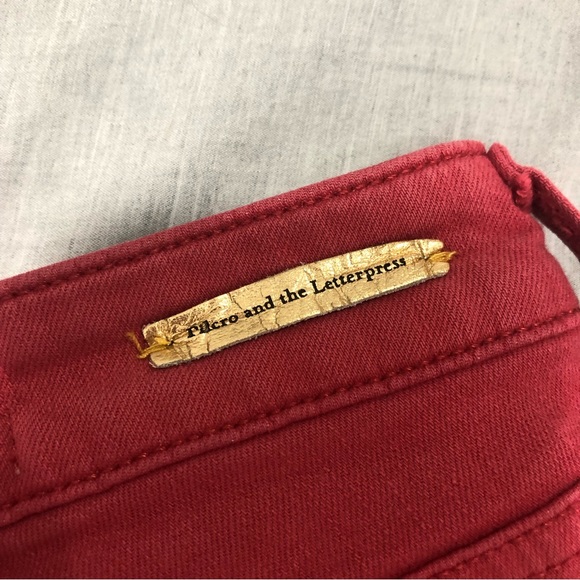 Pilcro and the Letterpress